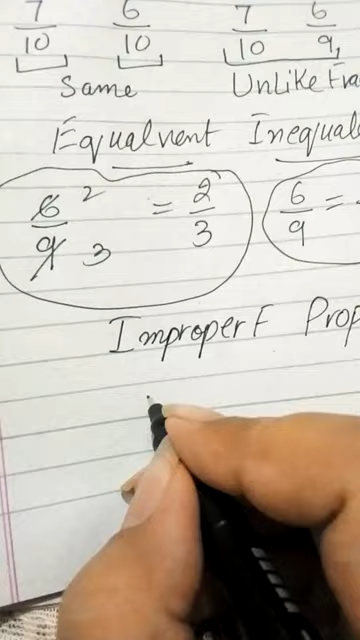 7/10 6/10 7/10 6/9
Same UnLike Fra
Equalvent Inequale
6/9 2 3 = 2/3 6/9 =
Improper F Prop